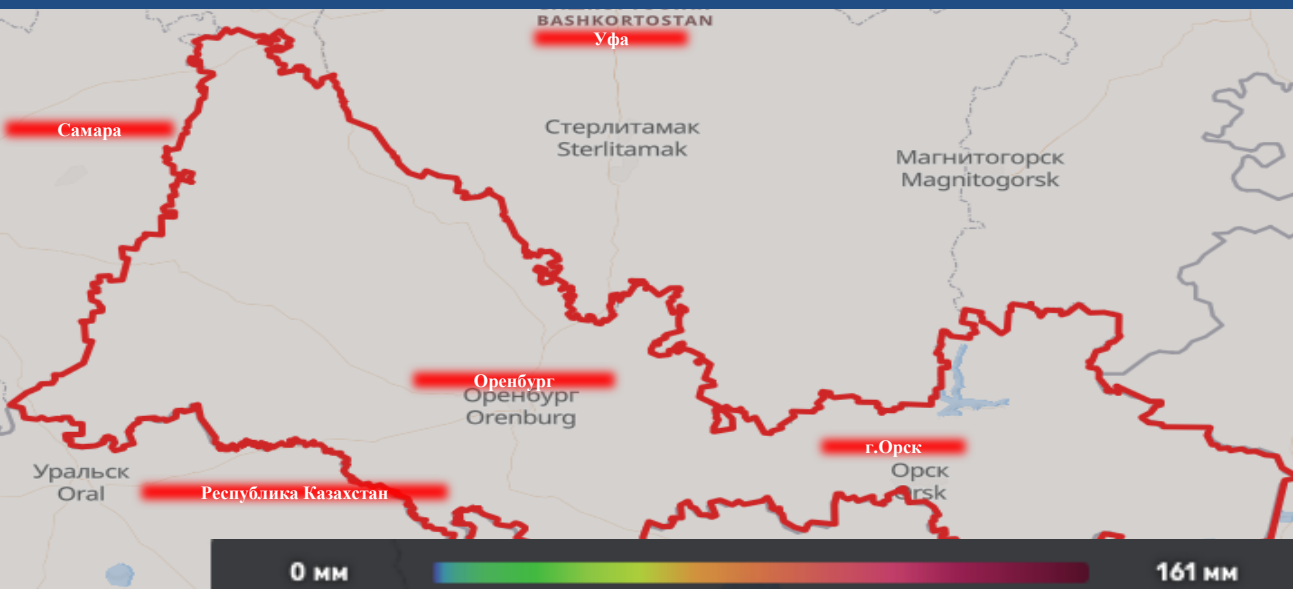 BASHKORTOSTAN
Уфа
Самара
Стерлитамак
Sterlitamak
Магнитогорск
Magnitogorsk
Оренбург
Оренбург
Orenburg
г.Орск
Орск
Orsk
Уральск
Oral
Республика Казахстан
0 мм
161 мм